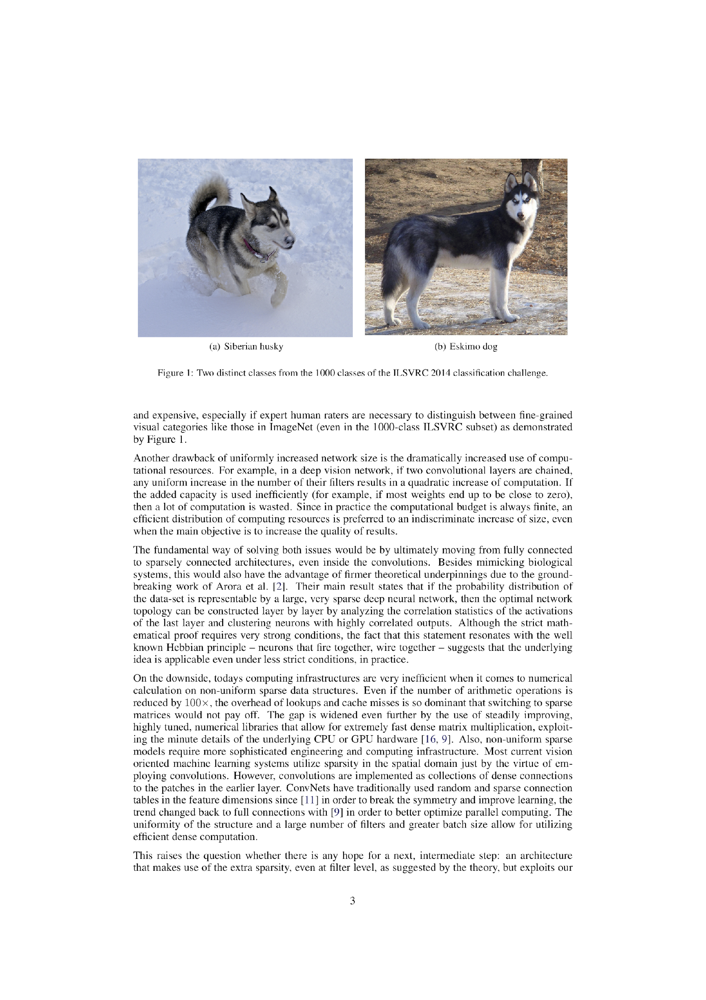 (a) Siberian husky
(b) Eskimo dog
Figure 1: Two distinct classes from the 1000 classes of the ILSVRC 2014 classification challenge.
and expensive, especially if expert human raters are necessary to distinguish between fine-grained
visual categories like those in ImageNet (even in the 1000-class ILSVRC subset) as demonstrated
by Figure 1.
Another drawback of uniformly increased network size is the dramatically increased use of compu-
tational resources. For example, in a deep vision network, if two convolutional layers are chained,
any uniform increase in the number of their filters results in a quadratic increase of computation. If
the added capacity is used inefficiently (for example, if most weights end up to be close to zero),
then a lot of computation is wasted. Since in practice the computational budget is always finite, an
efficient distribution of computing resources is preferred to an indiscriminate increase of size, even
when the main objective is to increase the quality of results.
The fundamental way of solving both issues would be by ultimately moving from fully connected
to sparsely connected architectures, even inside the convolutions. Besides mimicking biological
systems, this would also have the advantage of firmer theoretical underpinnings due to the ground-
breaking work of Arora et al. [2]. Their main result states that if the probability distribution of
the data-set is representable by a large, very sparse deep neural network, then the optimal network
topology can be constructed layer by layer by analyzing the correlation statistics of the activations
of the last layer and clustering neurons with highly correlated outputs. Although the strict math-
ematical proof requires very strong conditions, the fact that this statement resonates with the well
known Hebbian principle – neurons that fire together, wire together – suggests that the underlying
idea is applicable even under less strict conditions, in practice.
On the downside, todays computing infrastructures are very inefficient when it comes to numerical
calculation on non-uniform sparse data structures. Even if the number of arithmetic operations is
reduced by 100×, the overhead of lookups and cache misses is so dominant that switching to sparse
matrices would not pay off. The gap is widened even further by the use of steadily improving,
highly tuned, numerical libraries that allow for extremely fast dense matrix multiplication, exploit-
ing the minute details of the underlying CPU or GPU hardware [16, 9]. Also, non-uniform sparse
models require more sophisticated engineering and computing infrastructure. Most current vision
oriented machine learning systems utilize sparsity in the spatial domain just by the virtue of em-
ploying convolutions. However, convolutions are implemented as collections of dense connections
to the patches in the earlier layer. ConvNets have traditionally used random and sparse connection
tables in the feature dimensions since [11] in order to break the symmetry and improve learning, the
trend changed back to full connections with [9] in order to better optimize parallel computing. The
uniformity of the structure and a large number of filters and greater batch size allow for utilizing
efficient dense computation.
This raises the question whether there is any hope for a next, intermediate step: an architecture
that makes use of the extra sparsity, even at filter level, as suggested by the theory, but exploits our
3